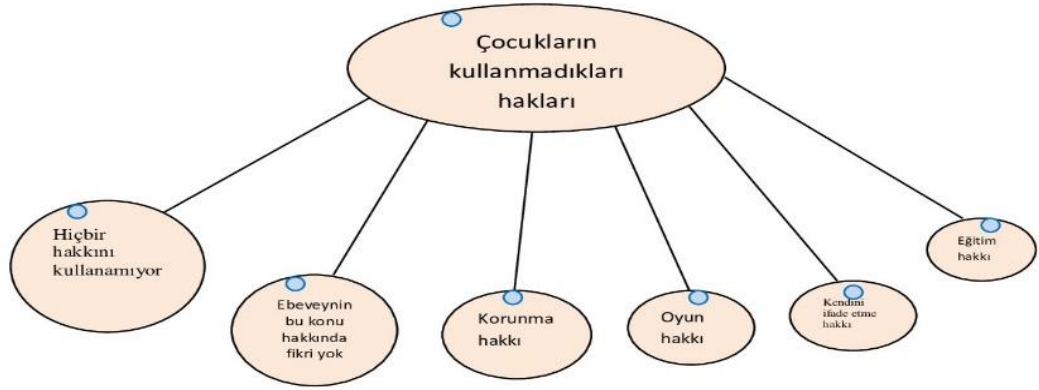 Çocukların
kullanmadıkları
hakları
Hiçbir
hakkını
kullanamıyor
Ebeveynin
bu konu
hakkında
fikri yok
Korunma
hakkı
Oyun
hakkı
Kendini
ifade etme
hakkı
Eğitim
hakkı